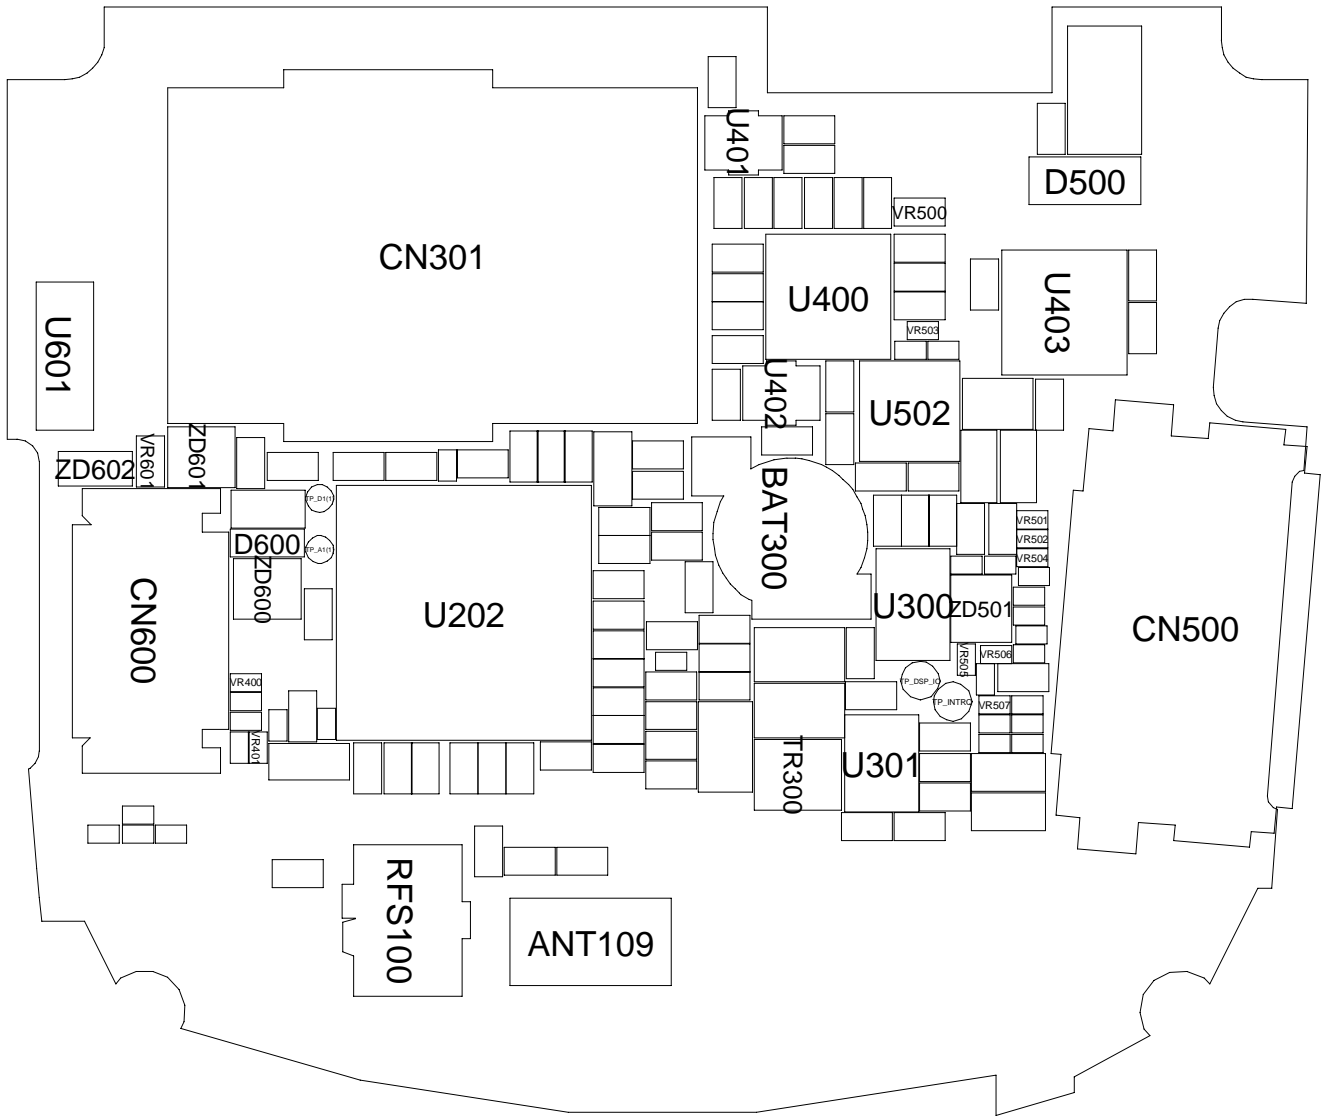 U401
D500
VR500
CN301
U400
U403
U601
VR503
U402
U502
ZD602
VR601
ZD601
BAT300
TP_D1(1)
VR501
VR502
D600
TP_A1(1)
VR504
ZD600
CN600
U202
U300
ZD501
CN500
VR505
VR506
VR400
TP_DSP_IO
TP_INTRO
VR507
VR401
TR300
U301
RFS100
ANT109